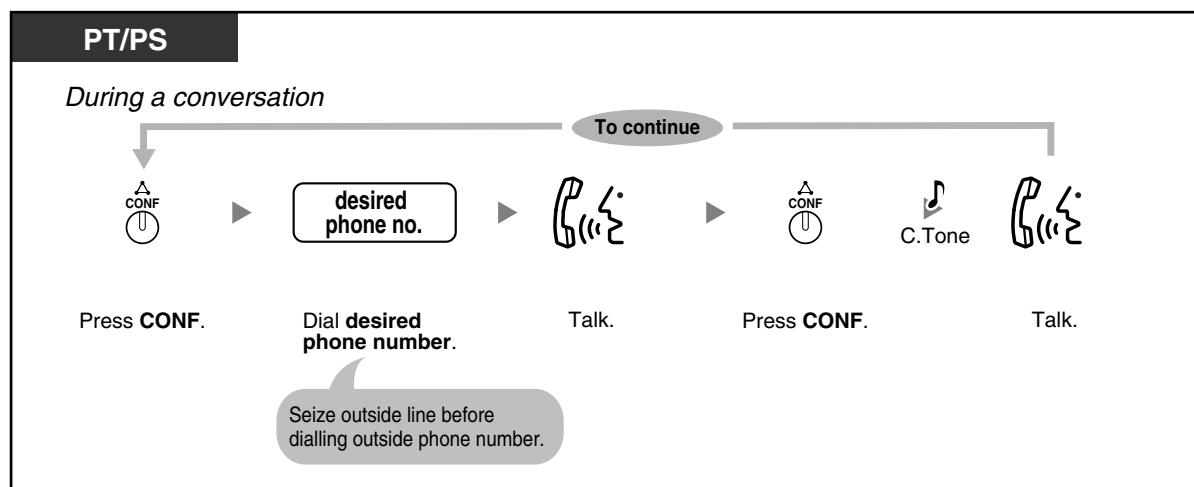 PT/PS
During a conversation
To continue
CONF
desired
phone no.
CONF
C.Tone
Press CONF.
Dial desired
phone number.
Talk.
Press CONF.
Talk.
Seize outside line before
dialling outside phone number.